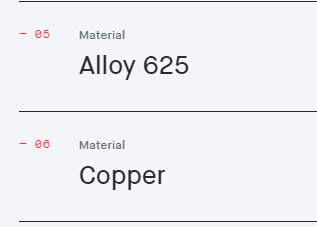 — 05 Material
Alloy 625
— 06 Material
Copper